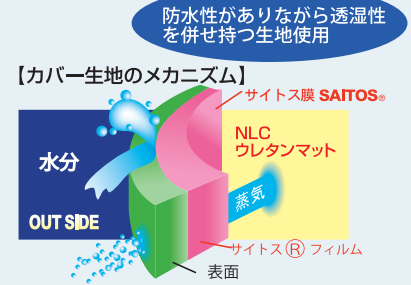 防水性がありながら透湿性
を併せ持つ生地使用
【カバー生地のメカニズム】
サイトス膜 SAITOS®
NLC
ウレタンマット
水分
蒸気
OUT SIDE
サイトス Ⓡ フィルム
表面